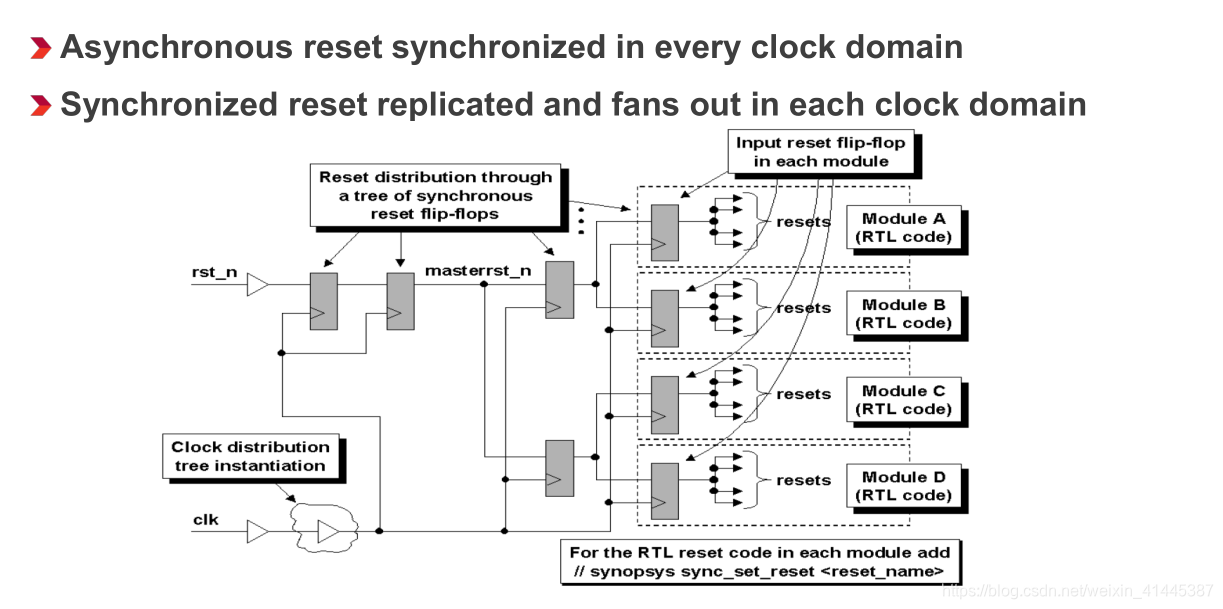 Asynchronous reset synchronized in every clock domain
Synchronized reset replicated and fans out in each clock domain
Input reset flip-flop
in each module
Reset distribution through
a tree of synchronous
reset flip-flops
resets
Module A
(RTL code)
rst_n
masterrst_n
resets
Module B
(RTL code)
resets
Module C
(RTL code)
Clock distribution
tree instantiation
resets
Module D
(RTL code)
clk
For the RTL reset code in each module add
// synopsys sync_set_reset <reset_name>
https://blog.csdn.net/weixin_41445387